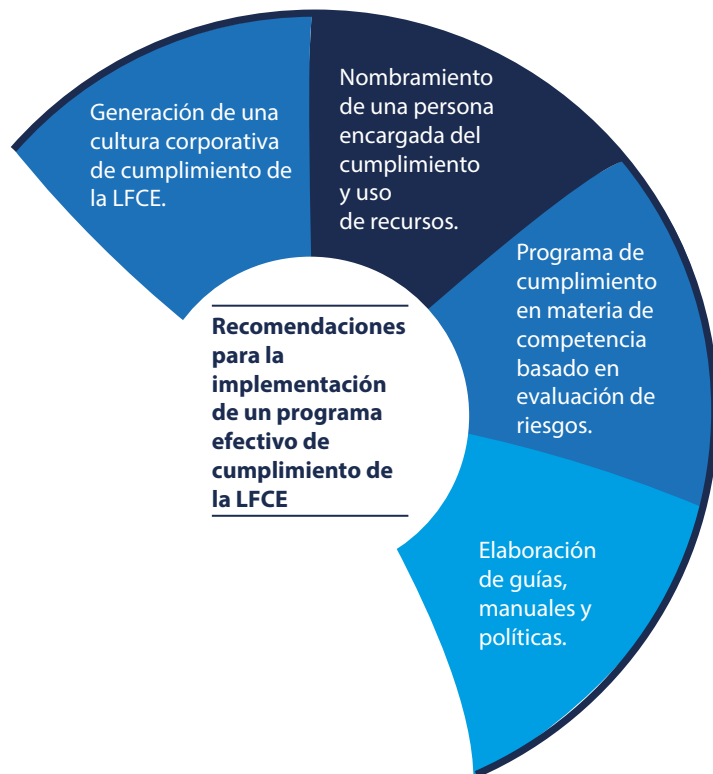 Generación de una
cultura corporativa
de cumplimiento de
la LFCE.
Nombramiento
de una persona
encargada del
cumplimiento
y uso
de recursos.
Programa de
cumplimiento
en materia de
competencia
basado en
evaluación de
riesgos.
Elaboración
de guías,
manuales y
políticas.
Recomendaciones
para la
implementación
de un programa
efectivo de
cumplimiento de
la LFCE